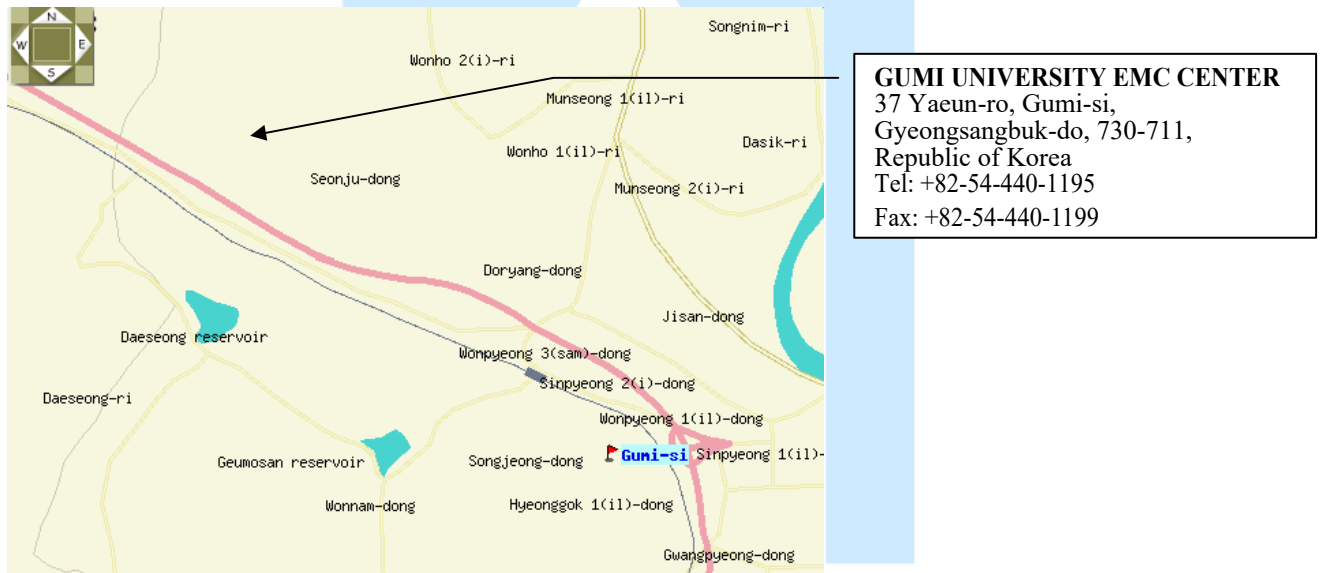 N
W
E
S
Songnim-ri
Wonho 2(i)-ri
Munseong 1(il)-ri
Dasik-ri
Wonho 1(il)-ri
Seonju-dong
Munseong 2(i)-ri
Doryang-dong
Jisan-dong
Daeseong reservoir
Wonpyeong 3(sam)-dong
Sinpyeong 2(i)-dong
Daeseong-ri
Wonpyeong 1(il)-dong
Gumi-si
Sinpyeong 1(il)-
Geumosan reservoir
Songjeong-dong
Wonnam-dong
Hyeonggok 1(il)-dong
Gwangpyeong-dong
GUMI UNIVERSITY EMC CENTER
37 Yaeun-ro, Gumi-si,
Gyeongsangbuk-do, 730-711,
Republic of Korea
Tel: +82-54-440-1195
Fax: +82-54-440-1199